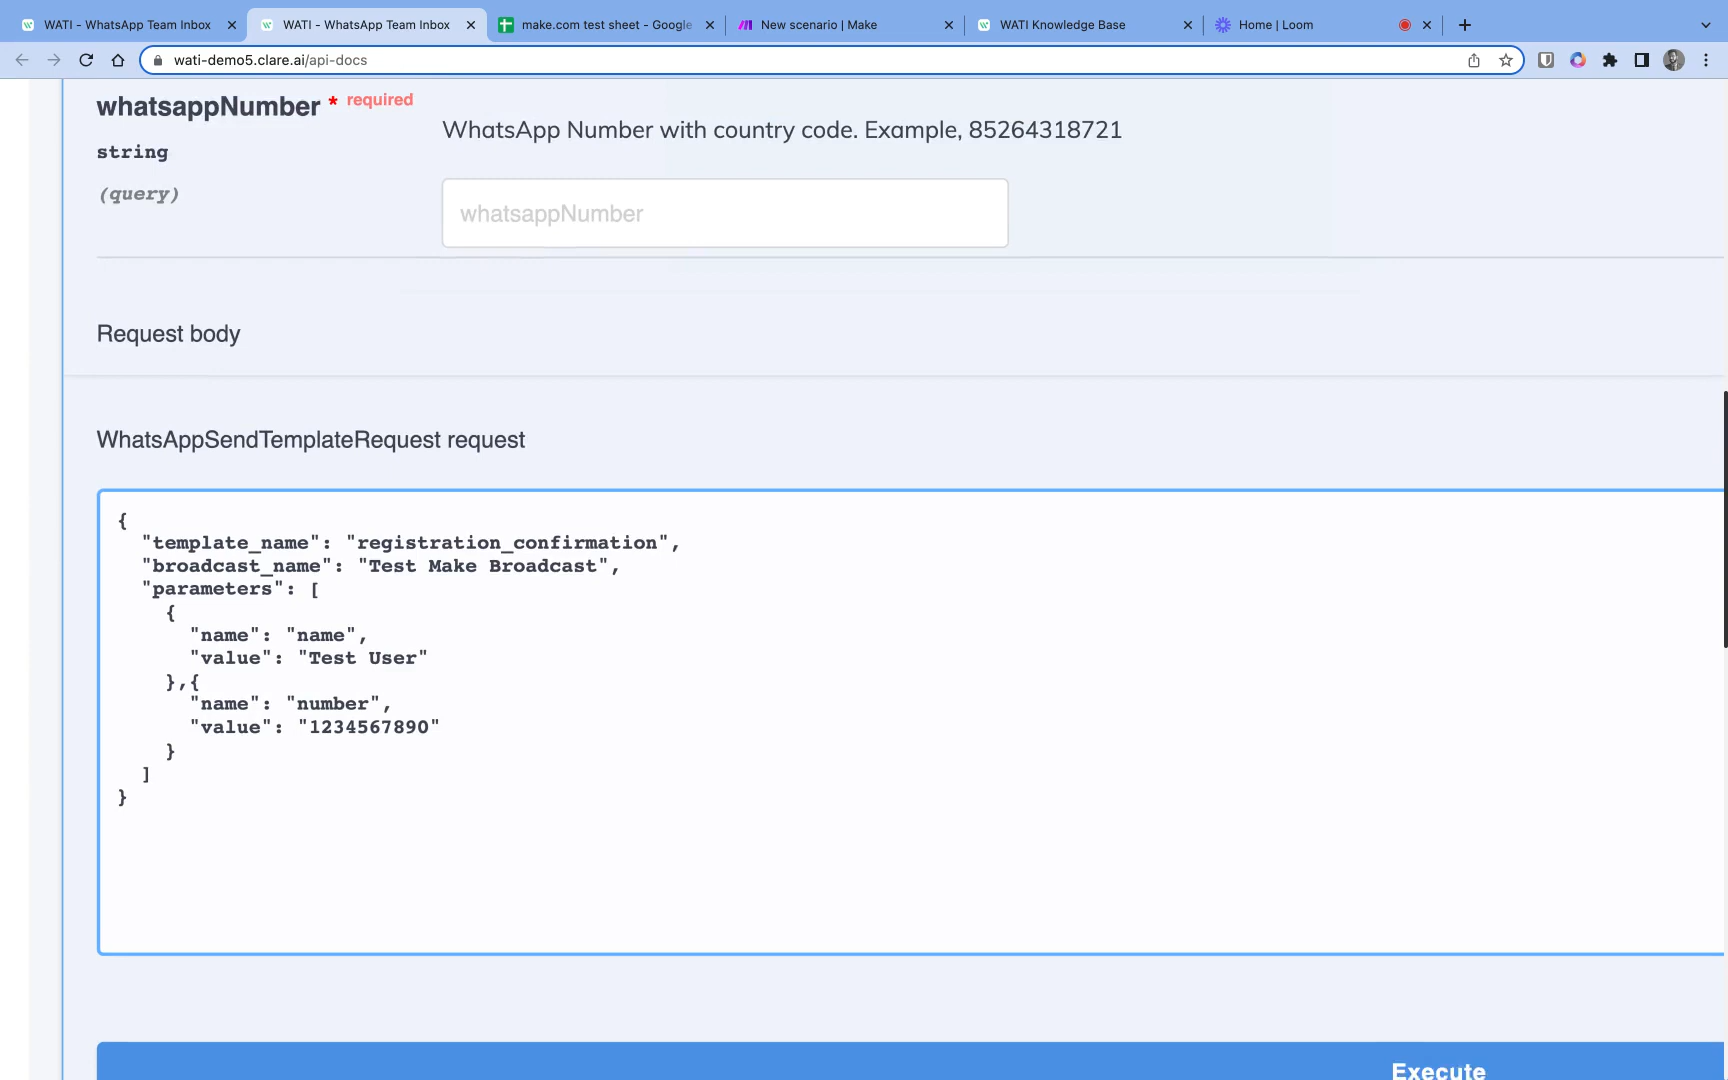 WATI - WhatsApp Team Inbox
WATI - WhatsApp Team Inbox
make.com test sheet - Google
New scenario | Make
WATI Knowledge Base
Home | Loom
wati-demo5.clare.ai/api-docs
whatsappNumber * required
WhatsApp Number with country code. Example, 85264318721
string
(query)
whatsappNumber
Request body
WhatsAppSendTemplateRequest request
{
"template_name": "registration_confirmation",
"broadcast_name": "Test Make Broadcast",
"parameters": [
{
"name": "name",
"value": "Test User"
},{
"name": "number",
"value": "1234567890"
}
]
}
Execute